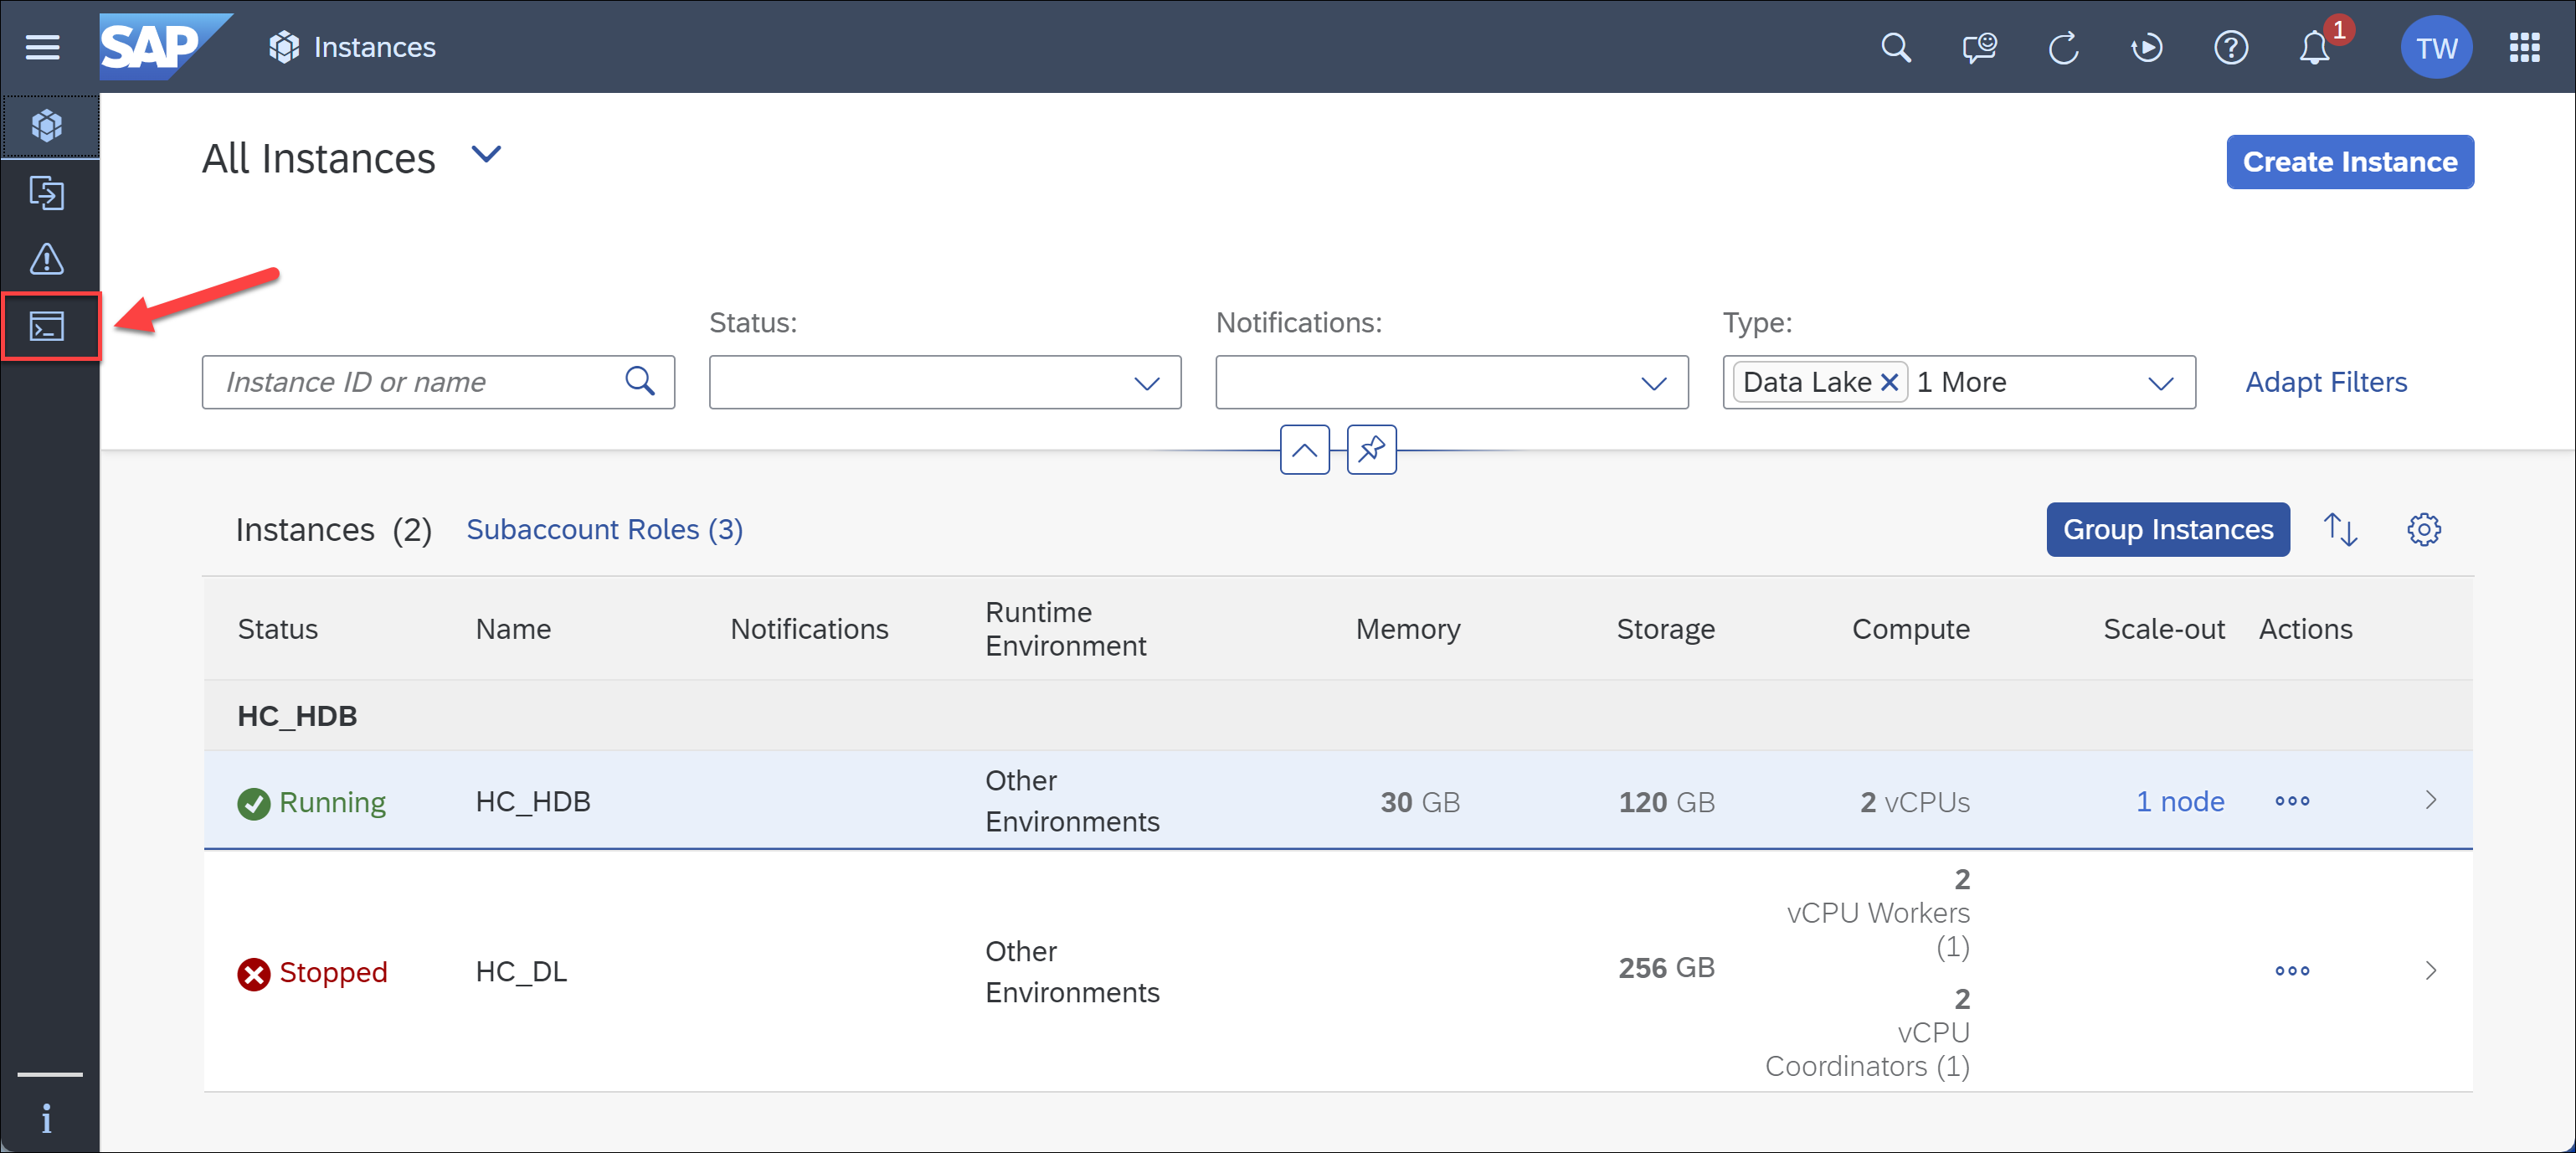 SAP Instances 1 TW
All Instances
Create Instance
Status: Notifications: Type:
Instance ID or name Data Lake 1 More Adapt Filters
Instances (2) Subaccount Roles (3) Group Instances
Status Name Notifications Runtime Environment Memory Storage Compute Scale-out Actions
HC_HDB
Running HC_HDB Other Environments 30 GB 120 GB 2 vCPUs 1 node
Stopped HC_DL Other Environments 256 GB 2 vCPU Workers (1) 2 vCPU Coordinators (1)